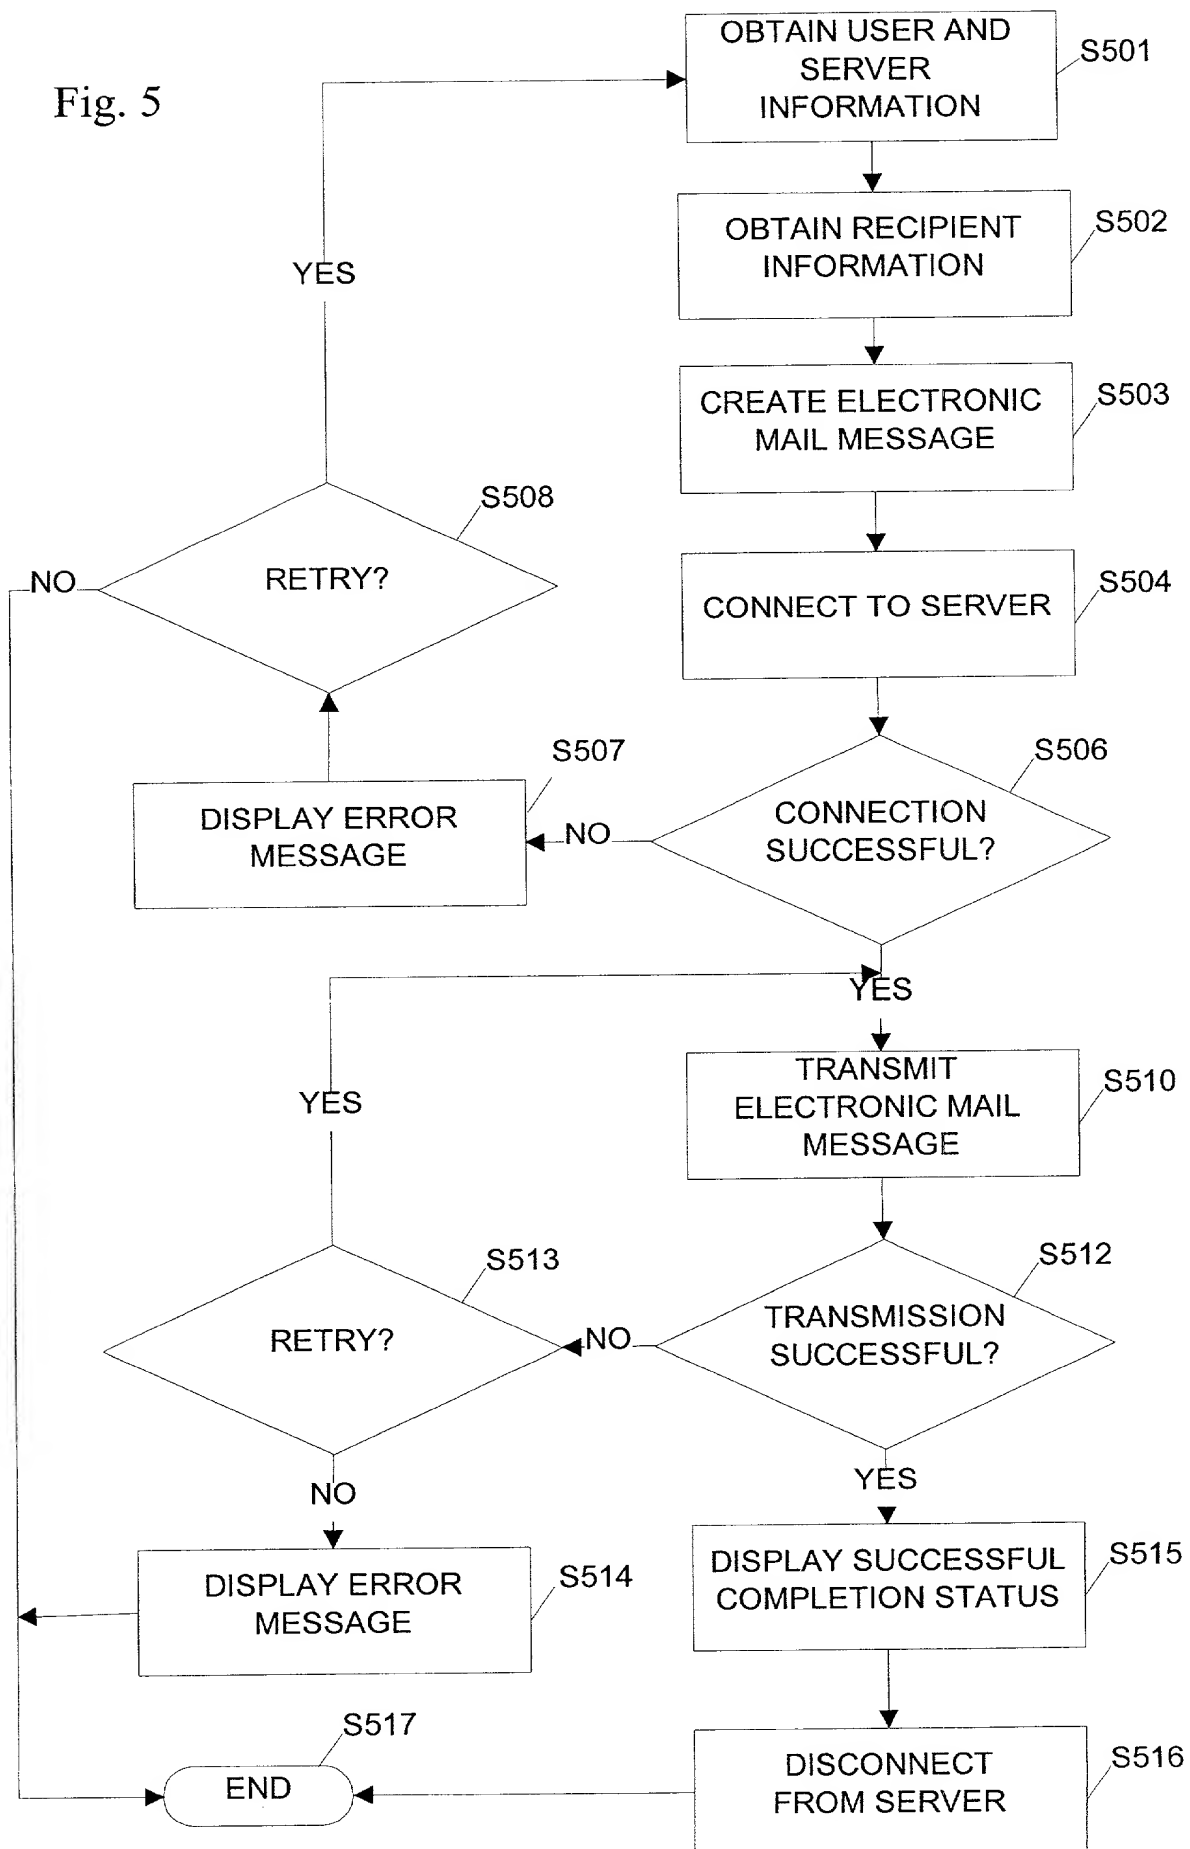 Fig. 5
OBTAIN USER AND
SERVER
INFORMATION
S501
OBTAIN RECIPIENT
INFORMATION
S502
YES
CREATE ELECTRONIC
MAIL MESSAGE
S503
S508
RETRY?
NO
CONNECT TO SERVER
S504
S507
DISPLAY ERROR
MESSAGE
NO
S506
CONNECTION
SUCCESSFUL?
YES
YES
TRANSMIT
ELECTRONIC MAIL
MESSAGE
S510
S513
RETRY?
NO
S512
TRANSMISSION
SUCCESSFUL?
NO
YES
DISPLAY ERROR
MESSAGE
S514
DISPLAY SUCCESSFUL
COMPLETION STATUS
S515
S517
END
DISCONNECT
FROM SERVER
S516